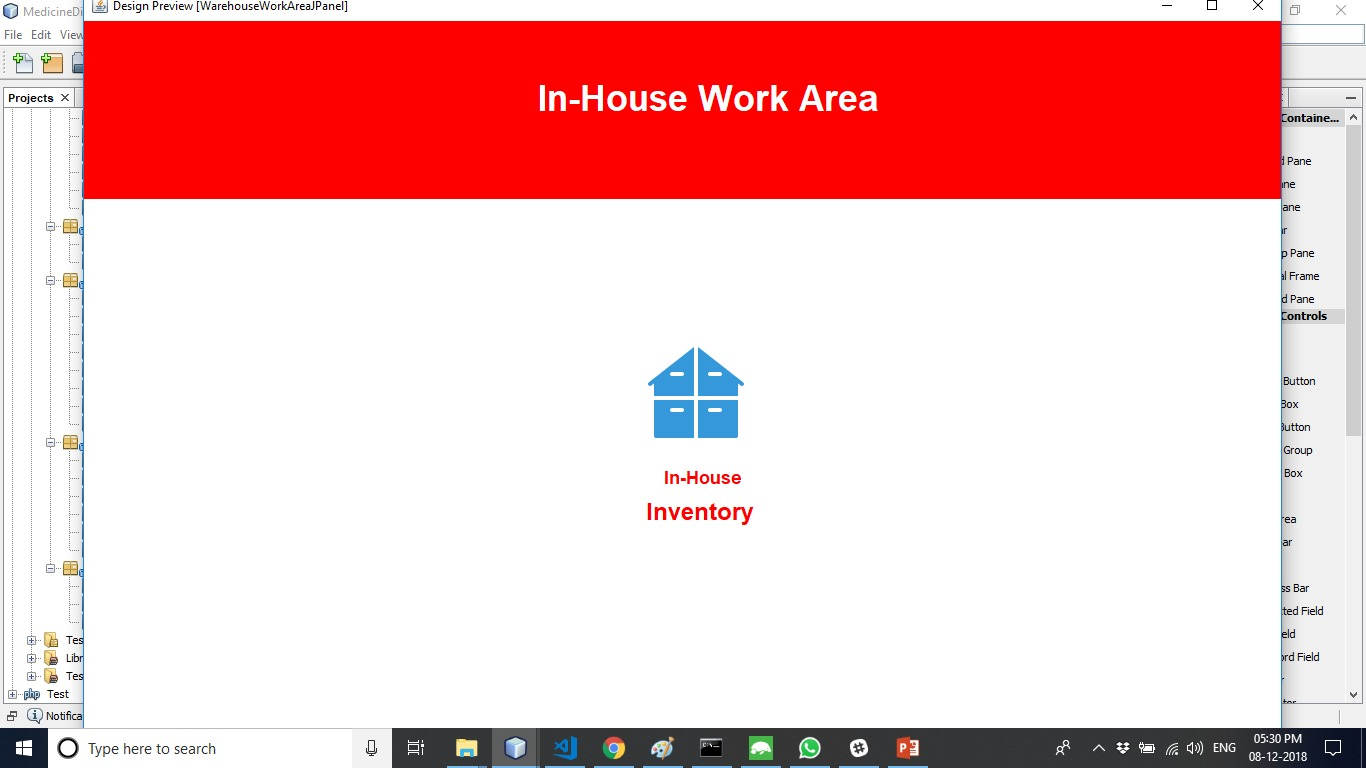 MedicineDi
Design Preview [WarehouseWorkAreaJPanel]
File Edit View
Projects
In-House Work Area
In-House
Inventory
Containe...
d Pane
ane
p Pane
al Frame
d Pane
Controls
Button
Box
Button
Group
Box
rea
ar
ss Bar
tted Field
eld
ord Field
Tes
Libr
Tes
php Test
Notifica
Type here to search
ENG
05:30 PM
08-12-2018